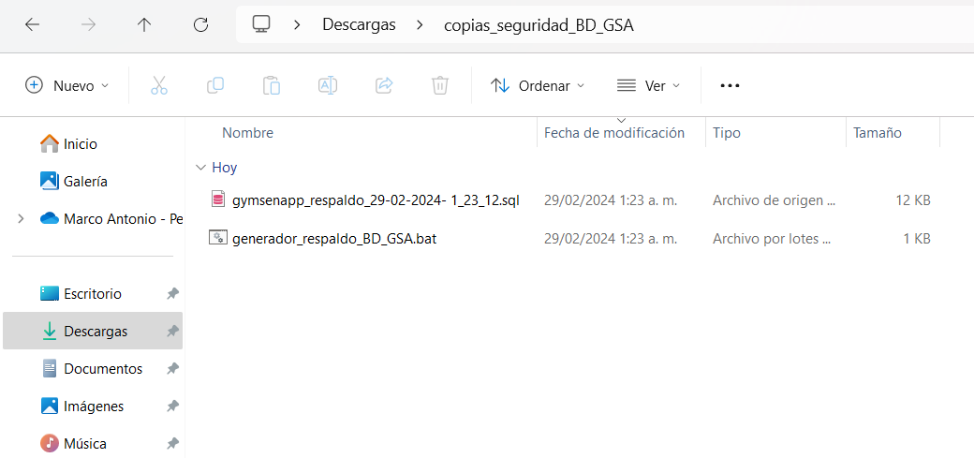 Descargas > copias_seguridad_BD_GSA
Nuevo Ordenar Ver ...
Nombre Fecha de modificación Tipo Tamaño
Hoy
gymsenapp_respaldo_29-02-2024- 1_23_12.sql 29/02/2024 1:23 a. m. Archivo de origen ... 12 KB
generador_respaldo_BD_GSA.bat 29/02/2024 1:23 a. m. Archivo por lotes ... 1 KB
Inicio
Galería
Marco Antonio - Pe
Escritorio
Descargas
Documentos
Imágenes
Música